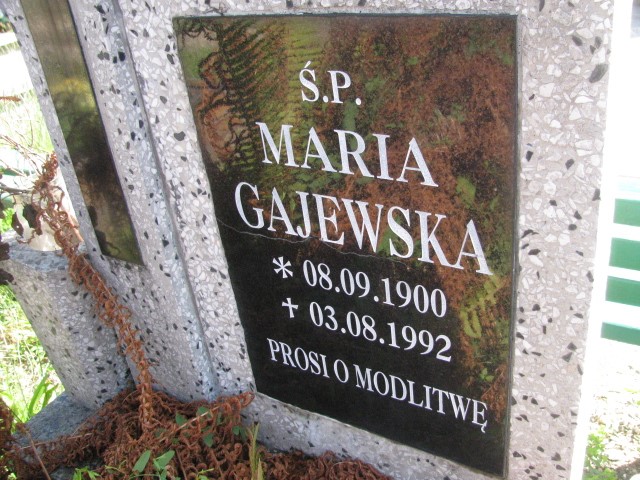 Ś.P.
MARIA
GAJEWSKA
* 08.09.1900
† 03.08.1992
PROSI O MODLITWĘ